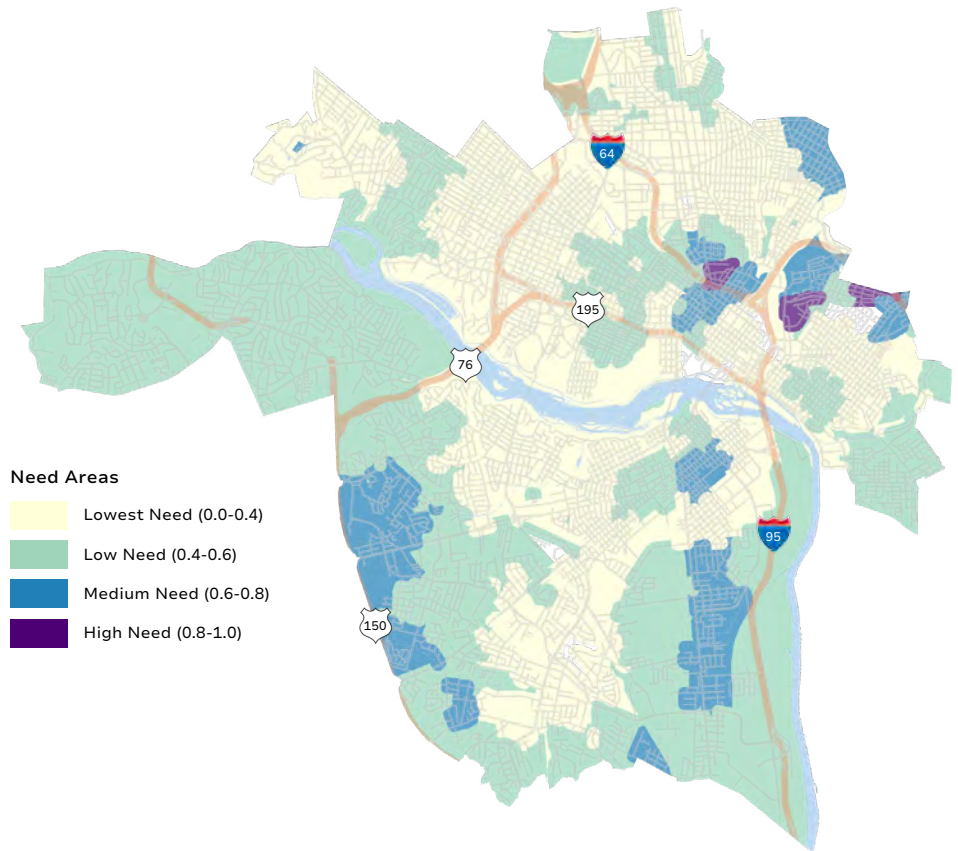 64
195
76
Need Areas
Lowest Need (0.0-0.4)
Low Need (0.4-0.6)
95
Medium Need (0.6-0.8)
150
High Need (0.8-1.0)